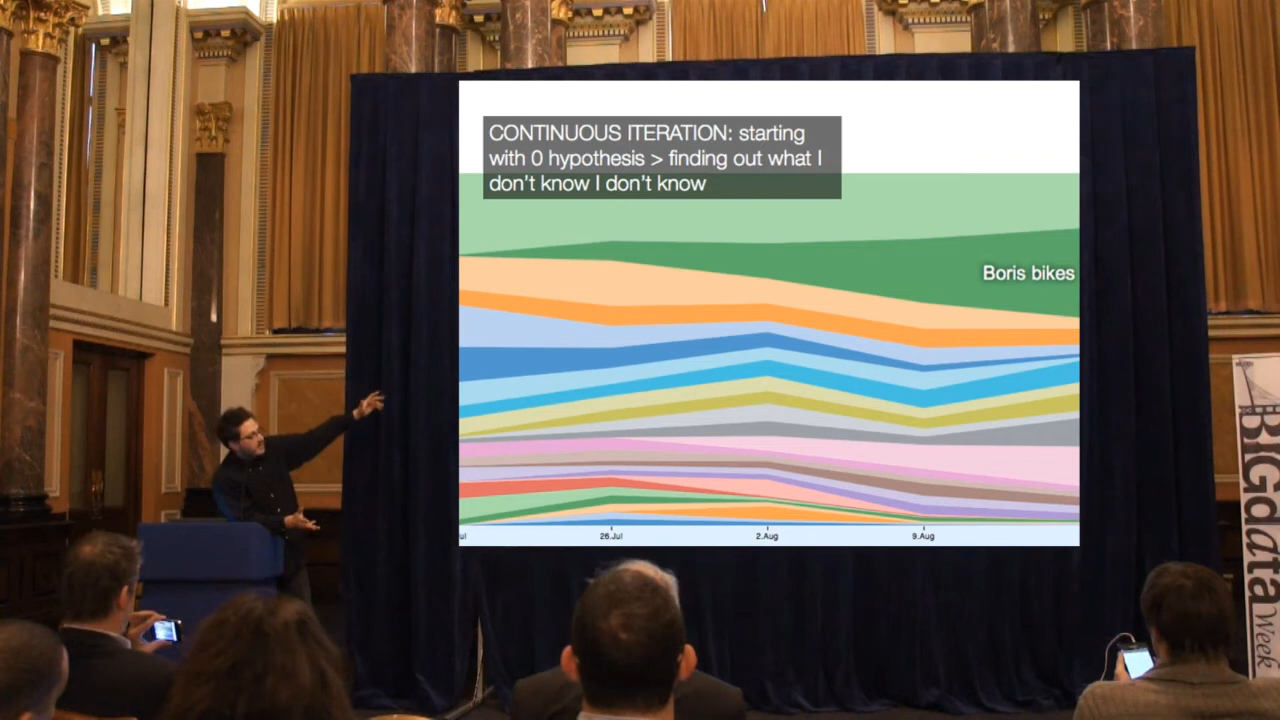 CONTINUOUS ITERATION: starting
with 0 hypothesis > finding out what I
don't know I don't know
Boris bikes
ul
26.Jul
2.Aug
9.Aug
BIGdata Week